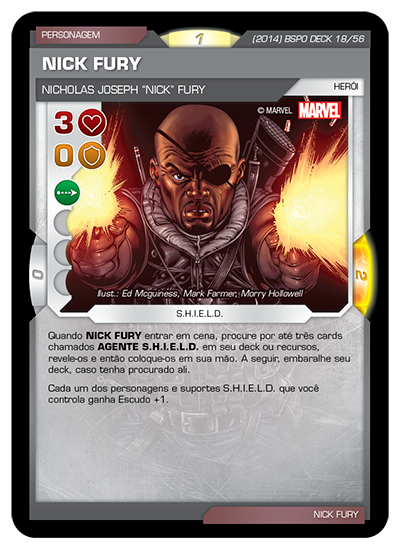 PERSONAGEM
1
(2014) BSPO DECK 18/56
NICK FURY
NICHOLAS JOSEPH "NICK" FURY
HERÓI
3
© MARVEL MARVEL
0
0
2
Illust.: Ed Mcguiness, Mark Farmer, Morry Hollowell
S.H.I.E.L.D.
Quando NICK FURY entrar em cena, procure por até três cards
chamados AGENTE S.H.I.E.L.D. em seu deck ou recursos,
revele-os e então coloque-os em sua mão. A seguir, embaralhe seu
deck, caso tenha procurado ali.
Cada um dos personagens e suportes S.H.I.E.L.D. que você
controla ganha Escudo +1.
NICK FURY